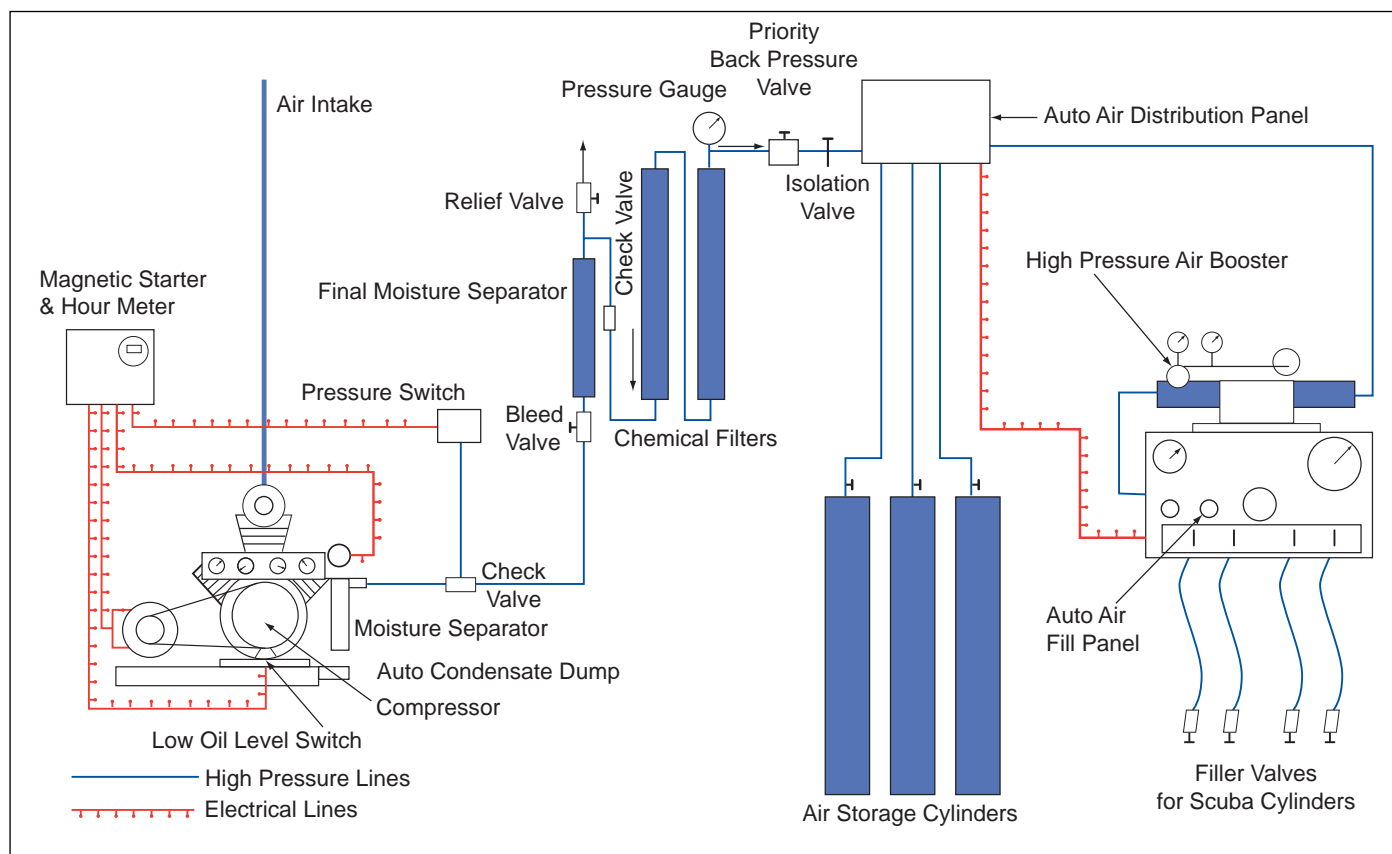 Priority
Back Pressure
Valve
Pressure Gauge
Air Intake
Auto Air Distribution Panel
Isolation
Valve
Check Valve
Relief Valve
High Pressure Air Booster
Magnetic Starter
& Hour Meter
Final Moisture Separator
Pressure Switch
Bleed
Valve
Chemical Filters
Check
Valve
Moisture Separator
Auto Air
Fill Panel
Auto Condensate Dump
Compressor
Low Oil Level Switch
High Pressure Lines
Electrical Lines
Air Storage Cylinders
Filler Valves
for Scuba Cylinders